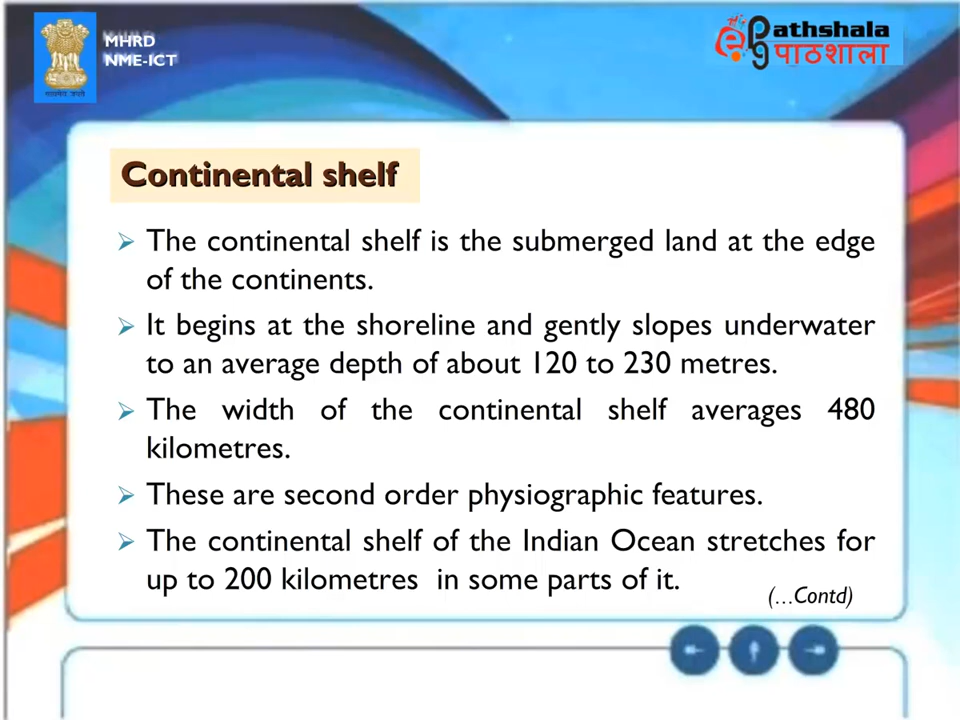 MHRD
NME-ICT
e pg athshala
पाठशाला
Continental shelf
The continental shelf is the submerged land at the edge
of the continents.
It begins at the shoreline and gently slopes underwater
to an average depth of about 120 to 230 metres.
The width of the continental shelf averages 480
kilometres.
These are second order physiographic features.
The continental shelf of the Indian Ocean stretches for
up to 200 kilometres in some parts of it.
(...Contd)